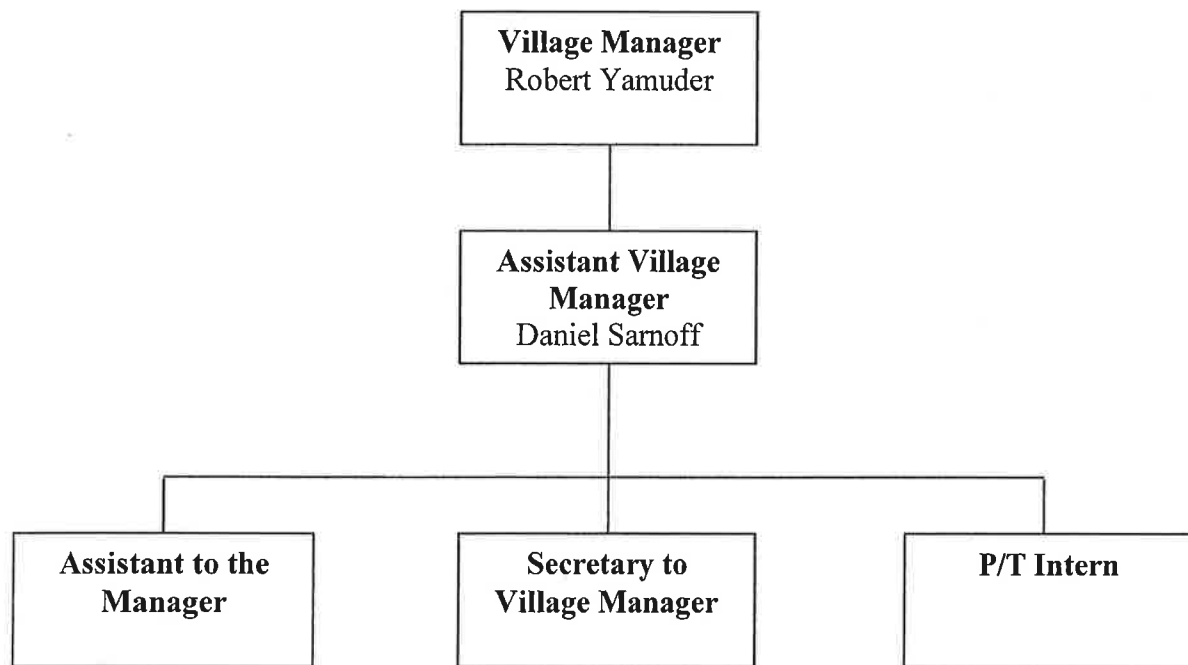 Village Manager
Robert Yamuder
Assistant Village
Manager
Daniel Sarnoff
Assistant to the
Manager
Secretary to
Village Manager
P/T Intern